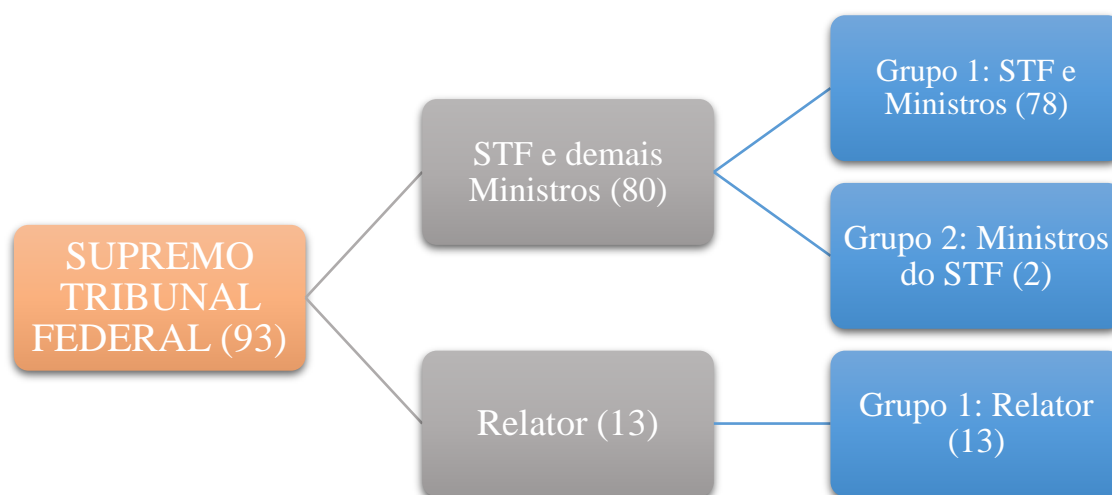 SUPREMO
TRIBUNAL
FEDERAL (93)
STF e demais
Ministros (80)
Relator (13)
Grupo 1: STF e
Ministros (78)
Grupo 2: Ministros
do STF (2)
Grupo 1: Relator
(13)